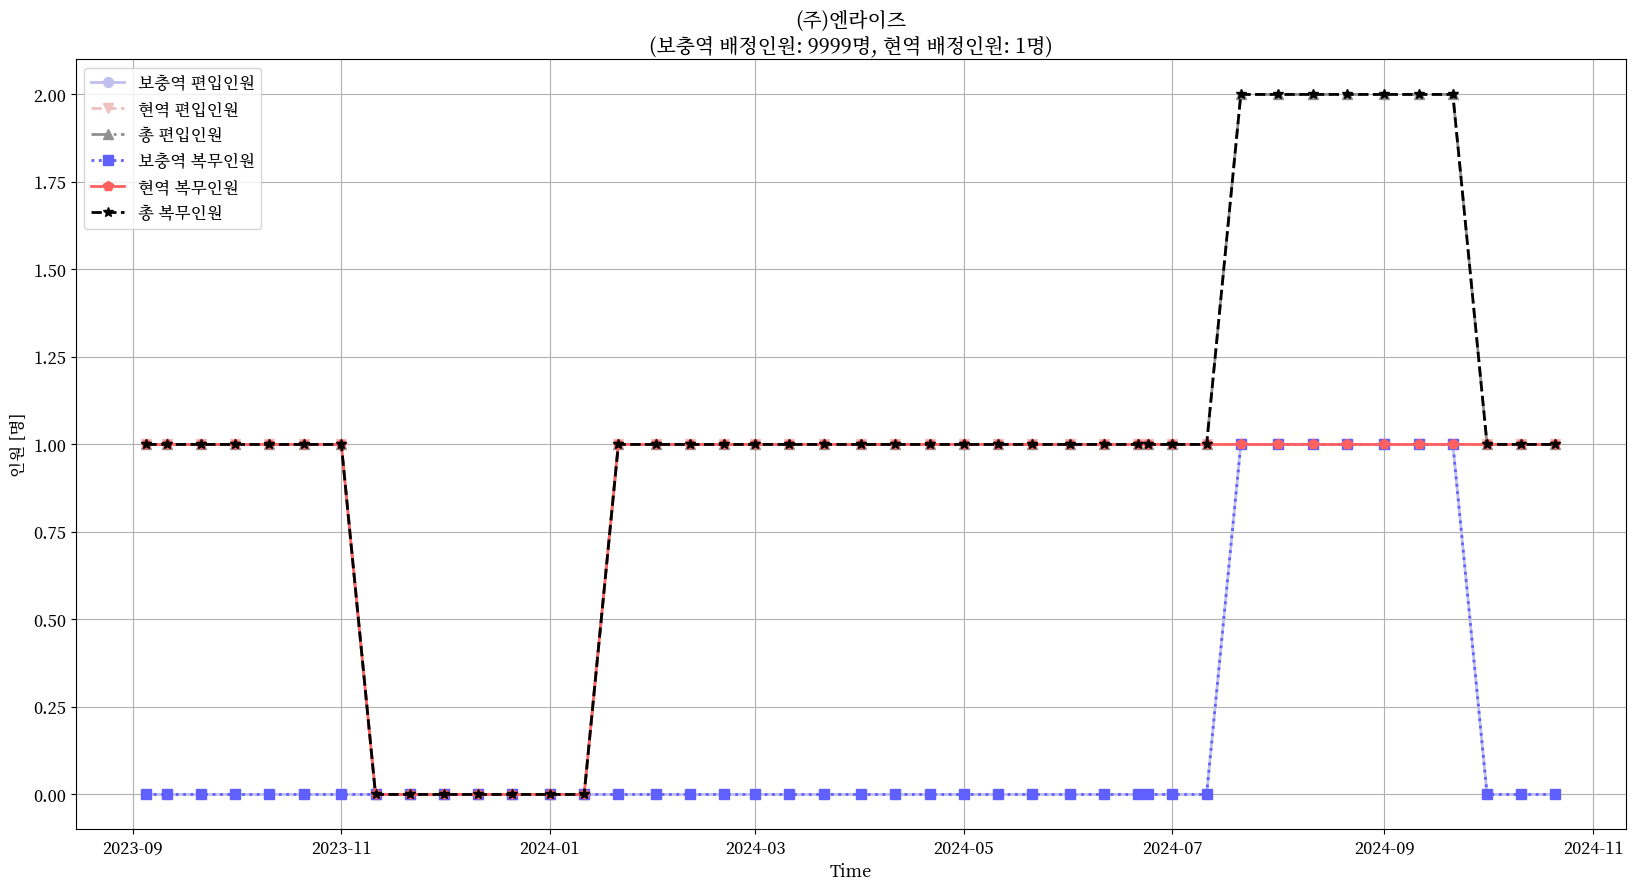 (주)엔라이즈
(보충역 배정인원: 9999명, 현역 배정인원: 1명)
보충역 편입인원
현역 편입인원
총 편입인원
보충역 복무인원
현역 복무인원
총 복무인원
2.00
1.75
1.50
1.25
1.00
0.75
0.50
0.25
0.00
인원 [명]
2023-09 2023-11 2024-01 2024-03 2024-05 2024-07 2024-09 2024-11
Time